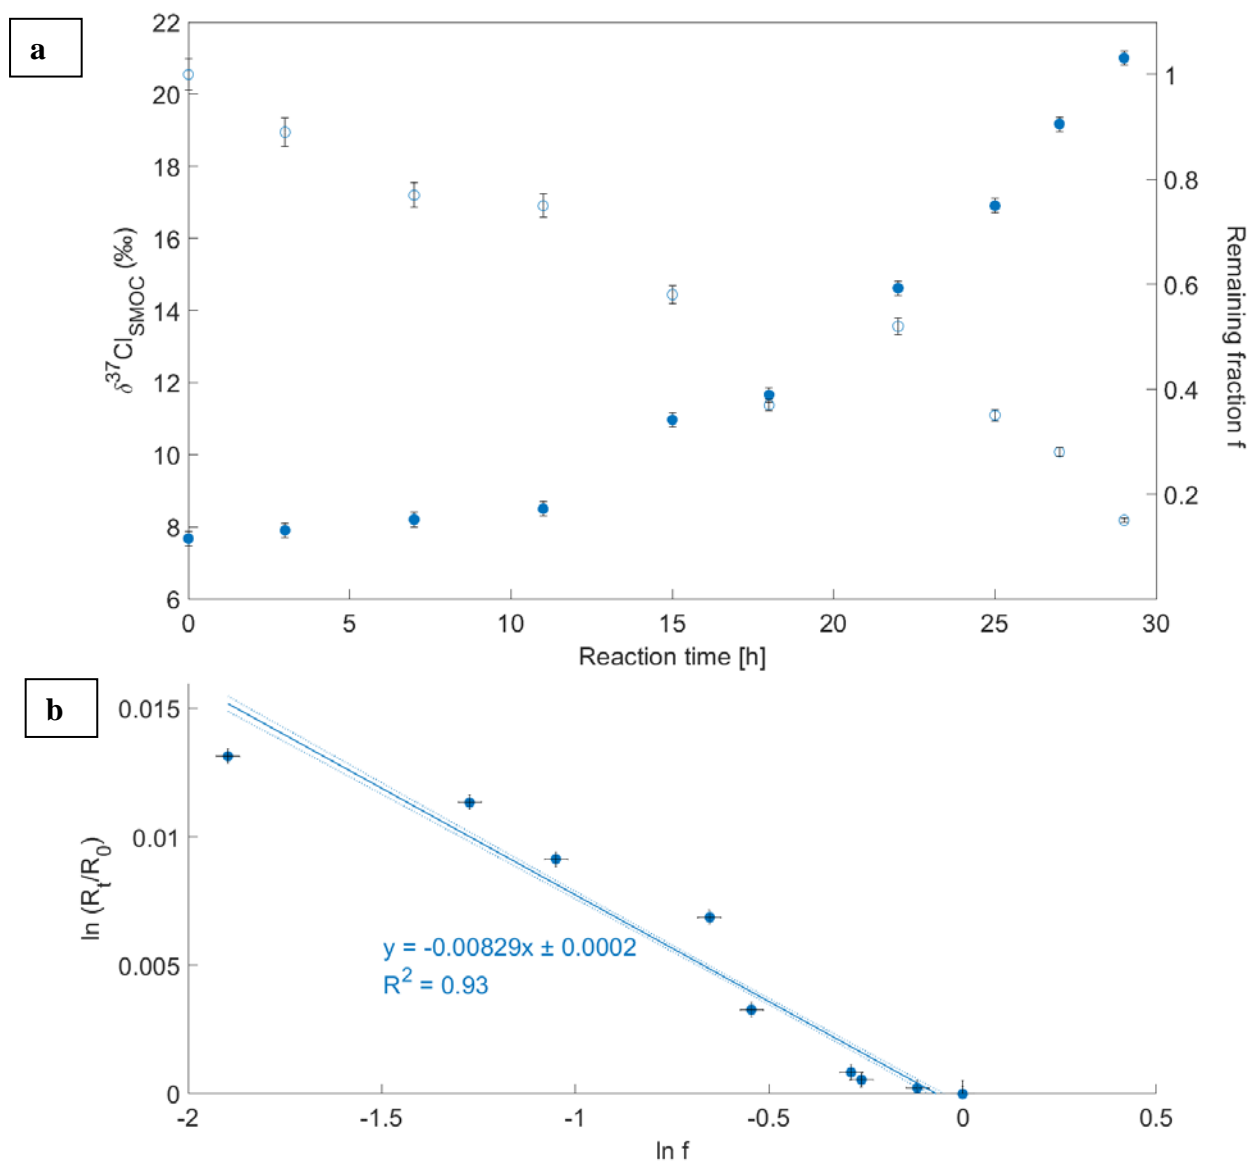 a
22
20
18
16
14
12
10
8
6
δ37ClSMOC (‰)
1
0.8
0.6
0.4
0.2
Remaining fraction f
0 5 10 15 20 25 30
Reaction time [h]
b
0.015
0.01
0.005
0
ln (Rt/R0)
y = -0.00829x ± 0.0002
R2 = 0.93
-2 -1.5 -1 -0.5 0 0.5
ln f